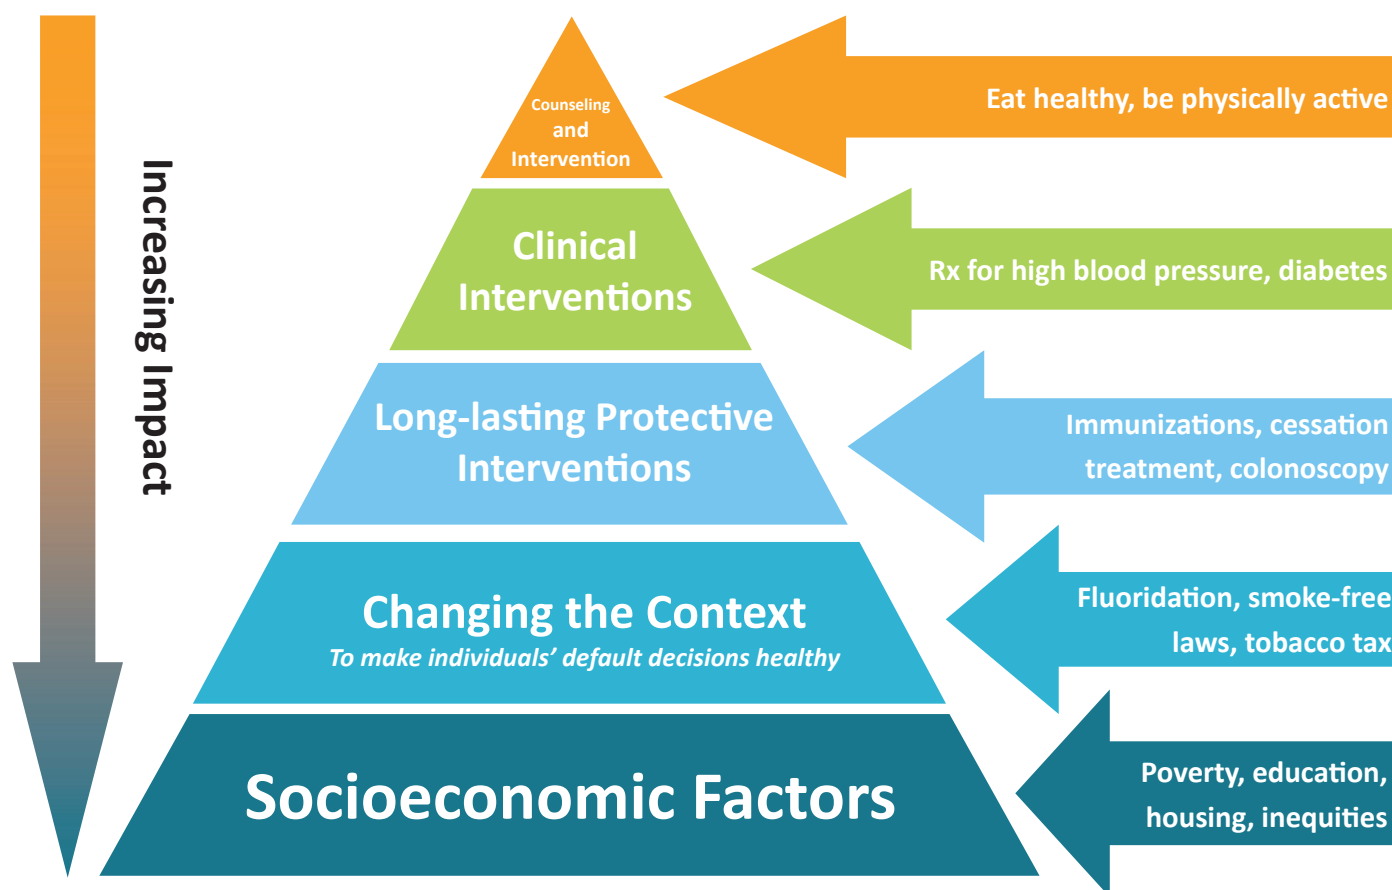 Increasing Impact
Counseling
and
Intervention
Eat healthy, be physically active
Clinical
Interventions
Rx for high blood pressure, diabetes
Long-lasting Protective
Interventions
Immunizations, cessation
treatment, colonoscopy
Changing the Context
To make individuals’ default decisions healthy
Fluoridation, smoke-free
laws, tobacco tax
Socioeconomic Factors
Poverty, education,
housing, inequities